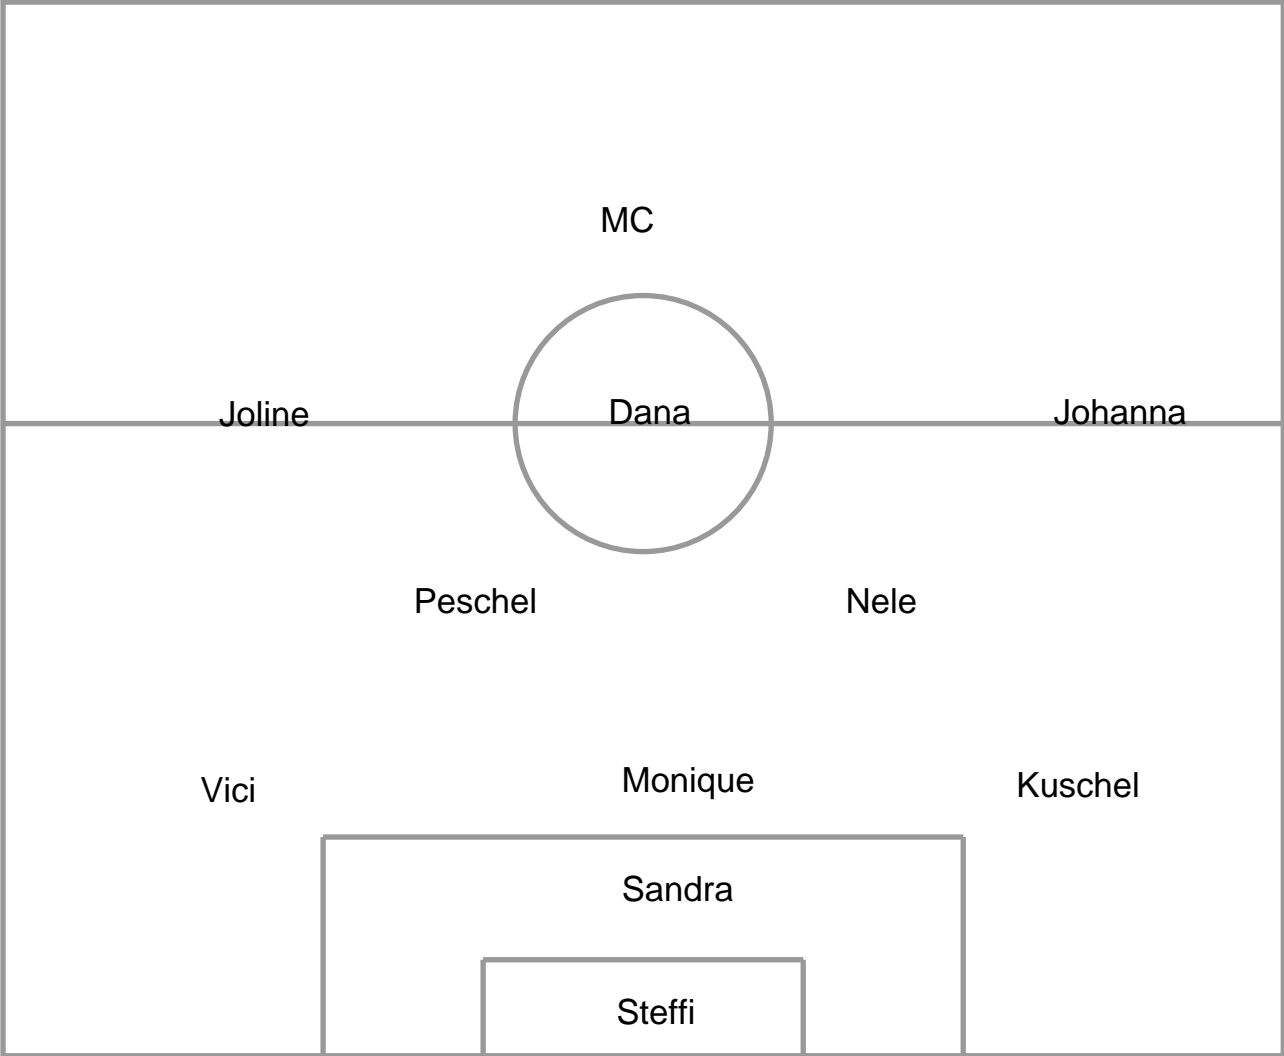 MC
Joline Dana Johanna
Peschel Nele
Vici Monique Kuschel
Sandra
Steffi